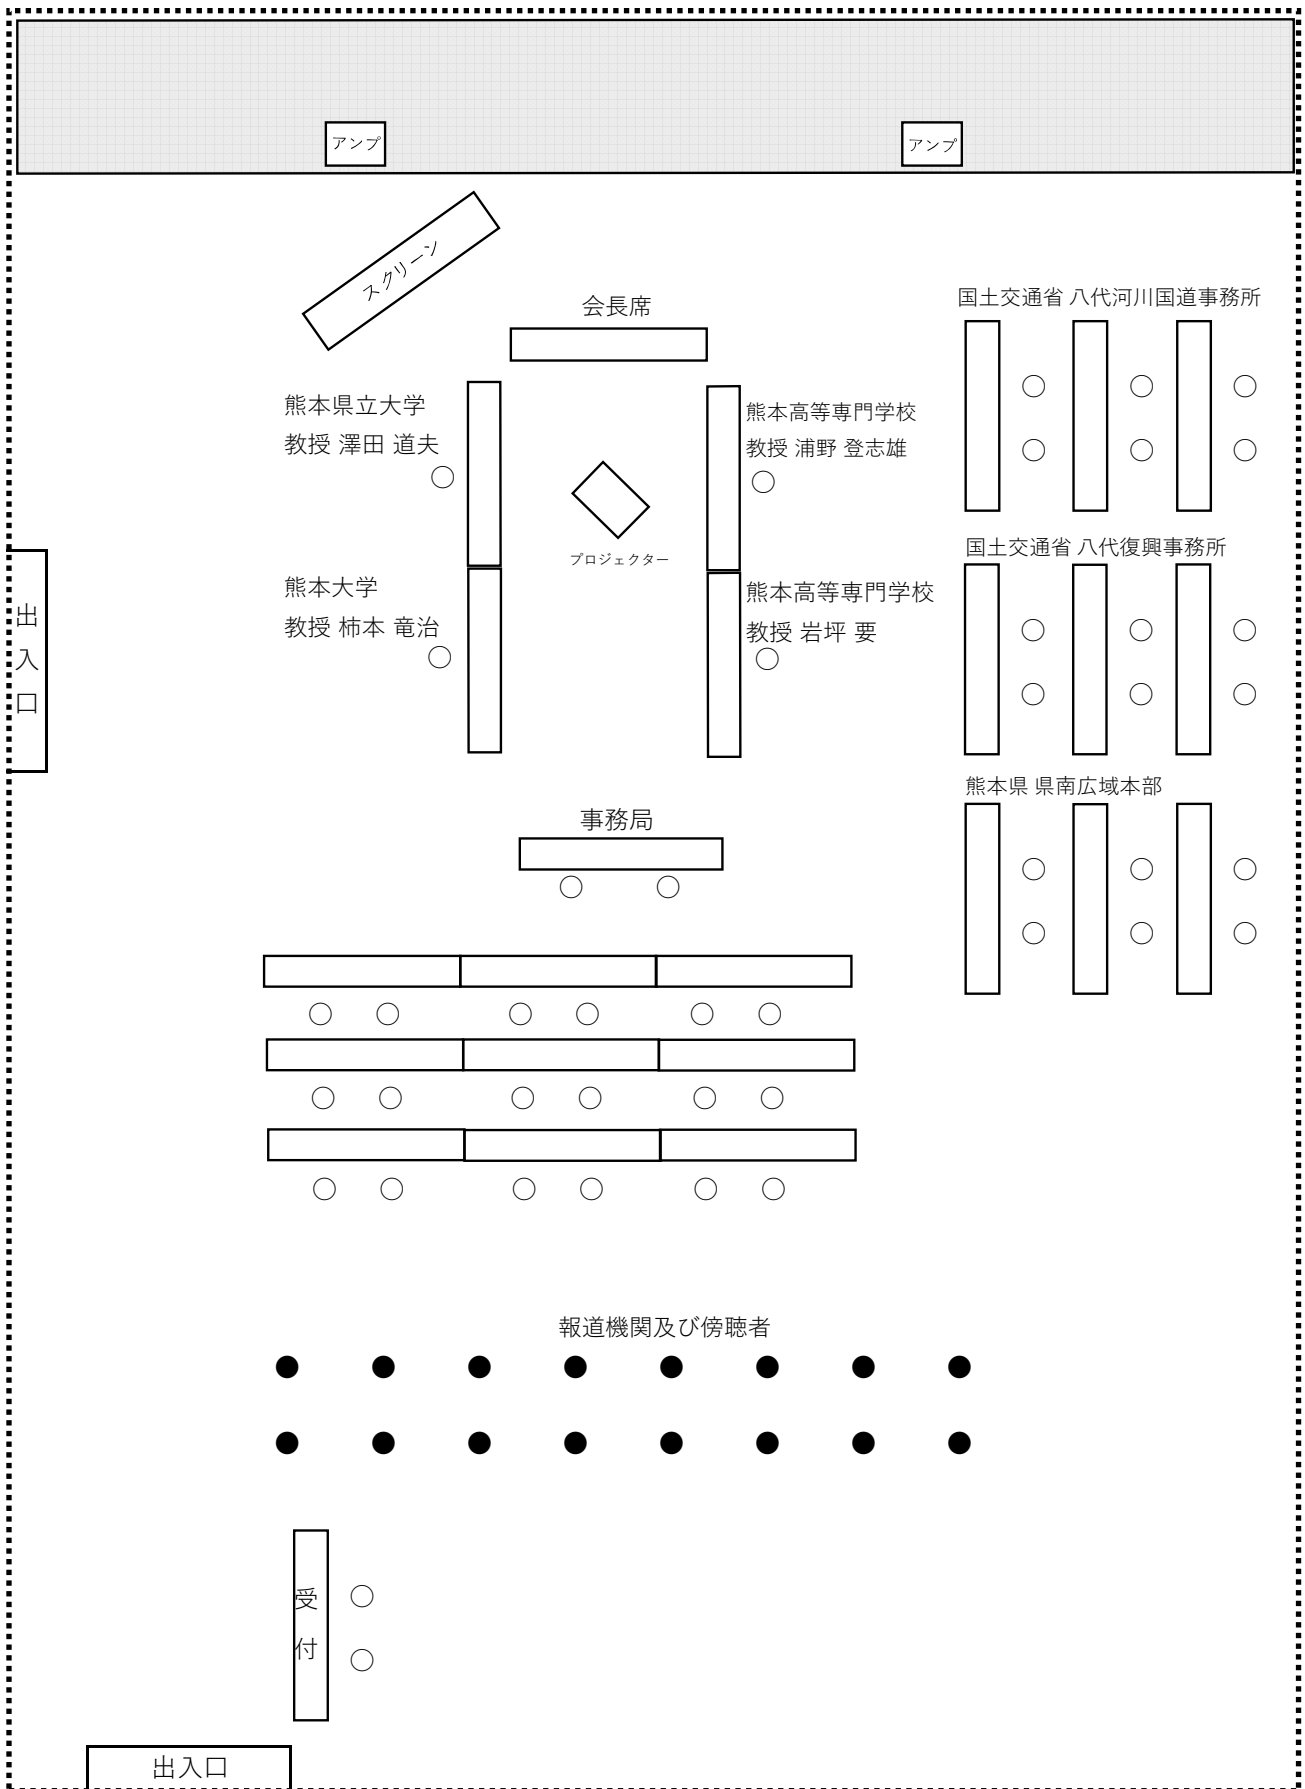 アンプ
アンプ
スクリーン
会長席
国土交通省 八代河川国道事務所
熊本県立大学
教授 澤田 道夫
熊本高等専門学校
教授 浦野 登志雄
プロジェクター
国土交通省 八代復興事務所
熊本大学
教授 柿本 竜治
熊本高等専門学校
教授 岩坪 要
出入口
熊本県 県南広域本部
事務局
報道機関及び傍聴者
受付
出入口